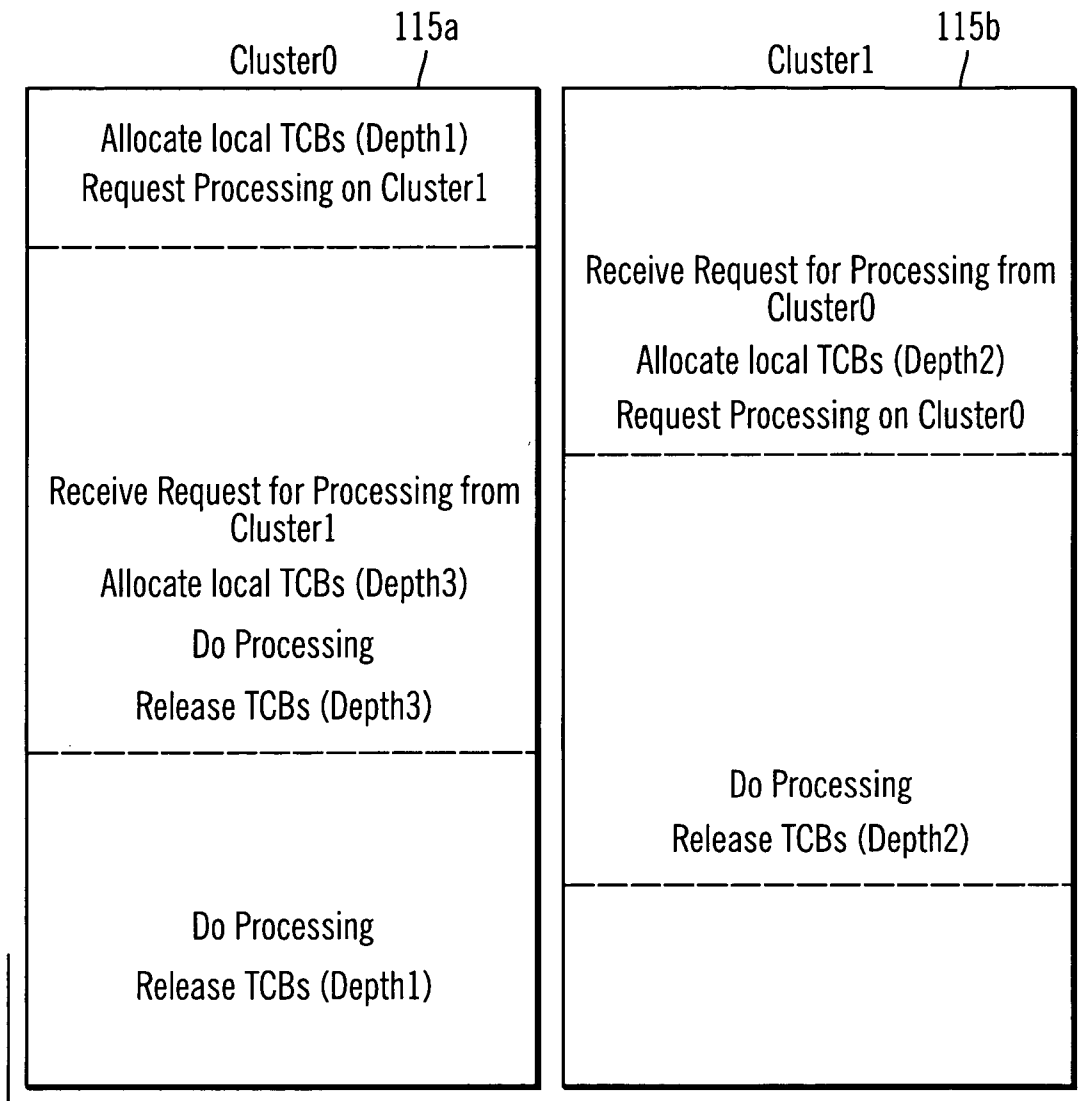 115a
Cluster0
Allocate local TCBs (Depth1)
Request Processing on Cluster1
Receive Request for Processing from
Cluster1
Allocate local TCBs (Depth3)
Do Processing
Release TCBs (Depth3)
Do Processing
Release TCBs (Depth1)
115b
Cluster1
Receive Request for Processing from
Cluster0
Allocate local TCBs (Depth2)
Request Processing on Cluster0
Do Processing
Release TCBs (Depth2)